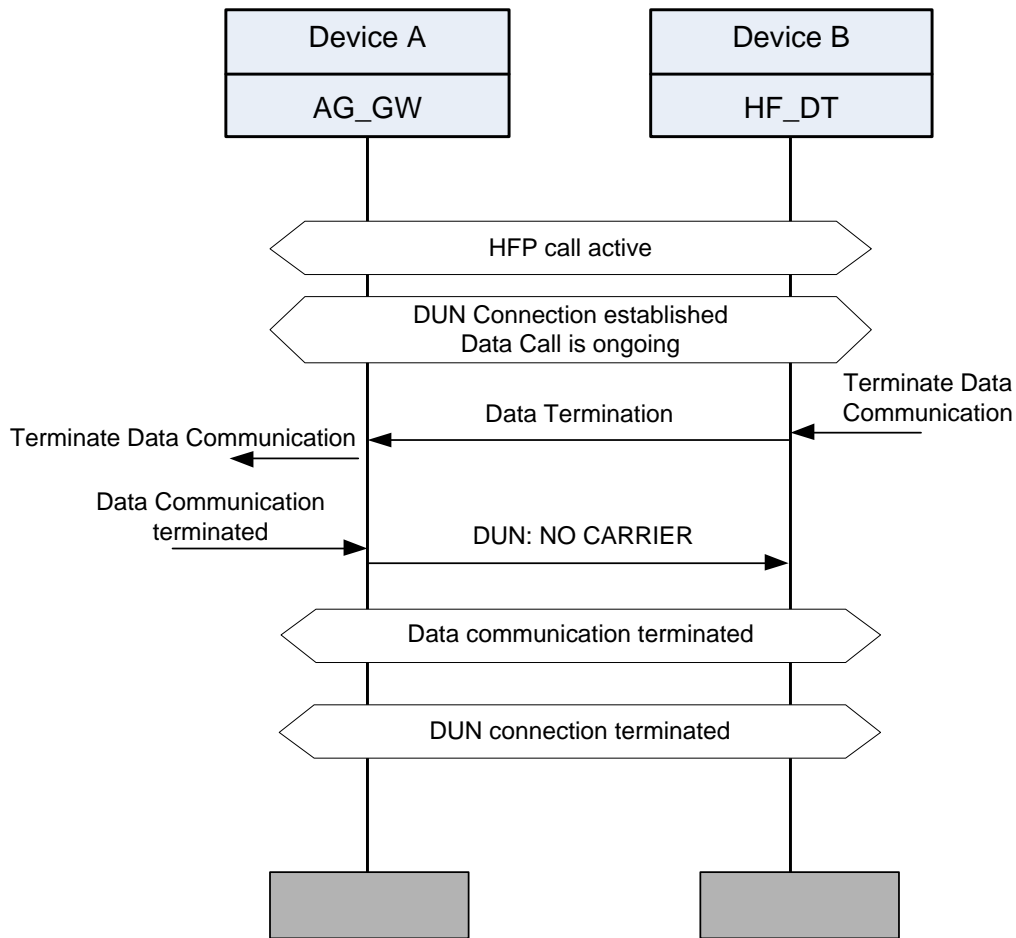 Device A
Device B
AG_GW
HF_DT
HFP call active
DUN Connection established
Data Call is ongoing
Terminate Data
Communication
Data Termination
Terminate Data Communication
Data Communication
terminated
DUN: NO CARRIER
Data communication terminated
DUN connection terminated